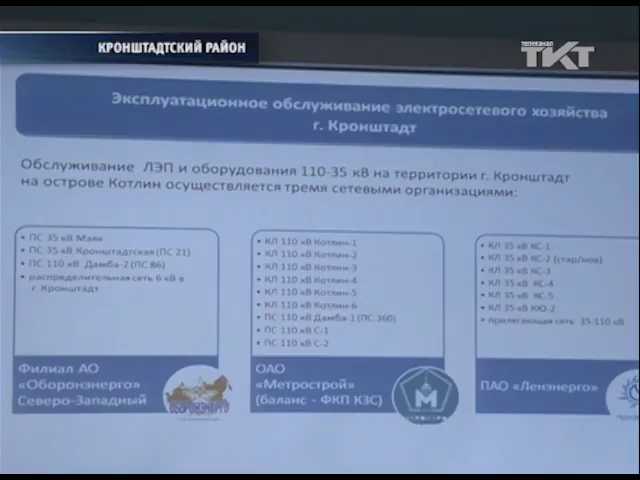 КРОНШТАДТСКИЙ РАЙОН
ТЕЛЕКАНАЛ
ТКТ
Эксплуатационное обслуживание электросетевого хозяйства
г. Кронштадт
Обслуживание ЛЭП и оборудования 110-35 кВ на территории г. Кронштадт
на острове Котлин осуществляется тремя сетевыми организациями:
• ПС 35 кВ Маяк
• ПС 35 кВ Кронштадтская (ПС 21)
• ПС 110 кВ Дамба-2 (ПС 86)
• распределительная сеть 6 кВ в
г. Кронштадт
Филиал АО
«Оборонэнерго»
Северо-Западный
• КЛ 110 кВ Котлин-1
• КЛ 110 кВ Котлин-2
• КЛ 110 кВ Котлин-3
• КЛ 110 кВ Котлин-4
• КЛ 110 кВ Котлин-5
• КЛ 110 кВ Котлин-6
• ПС 110 кВ Дамба-1 (ПС 360)
• ПС 110 кВ С-1
• ПС 110 кВ С-2
ОАО
«Метрострой»
(баланс - ФКП КЗС)
М
• КЛ 35 кВ КС-1
• КЛ 35 кВ КС-2 (стар/нов)
• КЛ 35 кВ КС-3
• КЛ 35 кВ КС-4
• КЛ 35 кВ КС-5
• КЛ 35 кВ ККО-2
• прилегающая сеть 35-110 кВ
ПАО «Ленэнерго»